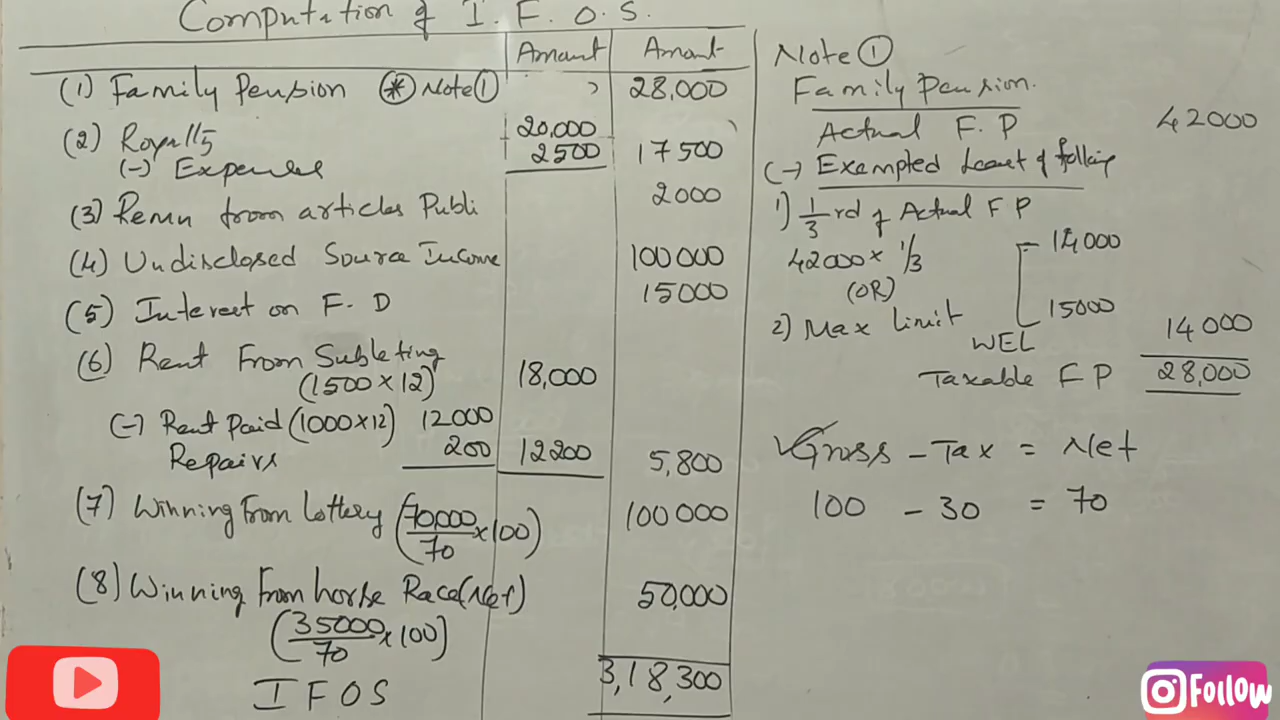 Computation of I. F. O. S.
Amount Amount
(1) Family Pension * Note 1 28,000
(2) Royalty 20,000
(-) Expenses 2500 17500
(3) Remn from articles Publi 2000
(4) Undisclosed Source Income 100000
(5) Interest on F. D 15000
(6) Rent From Subleting
(1500 × 12) 18,000
(-) Rent Paid (1000×12) 12000
Repairs 200 12200 5,800
(7) Winning from lottery (70,000/70 ×100) 100000
(8) Winning from horse Race (Net) 50,000
(35000/70 ×100)
I F O S 3,18,300
Note 1
Family Pension.
Actual F. P 42000
(-) Exempted Least of following
1) 1/3 rd of Actual F P
42000 × 1/3 14000
(OR)
2) Max limit 15000
WEL 14000
Taxable F P 28,000
Gross - Tax = Net
100 - 30 = 70
Follow